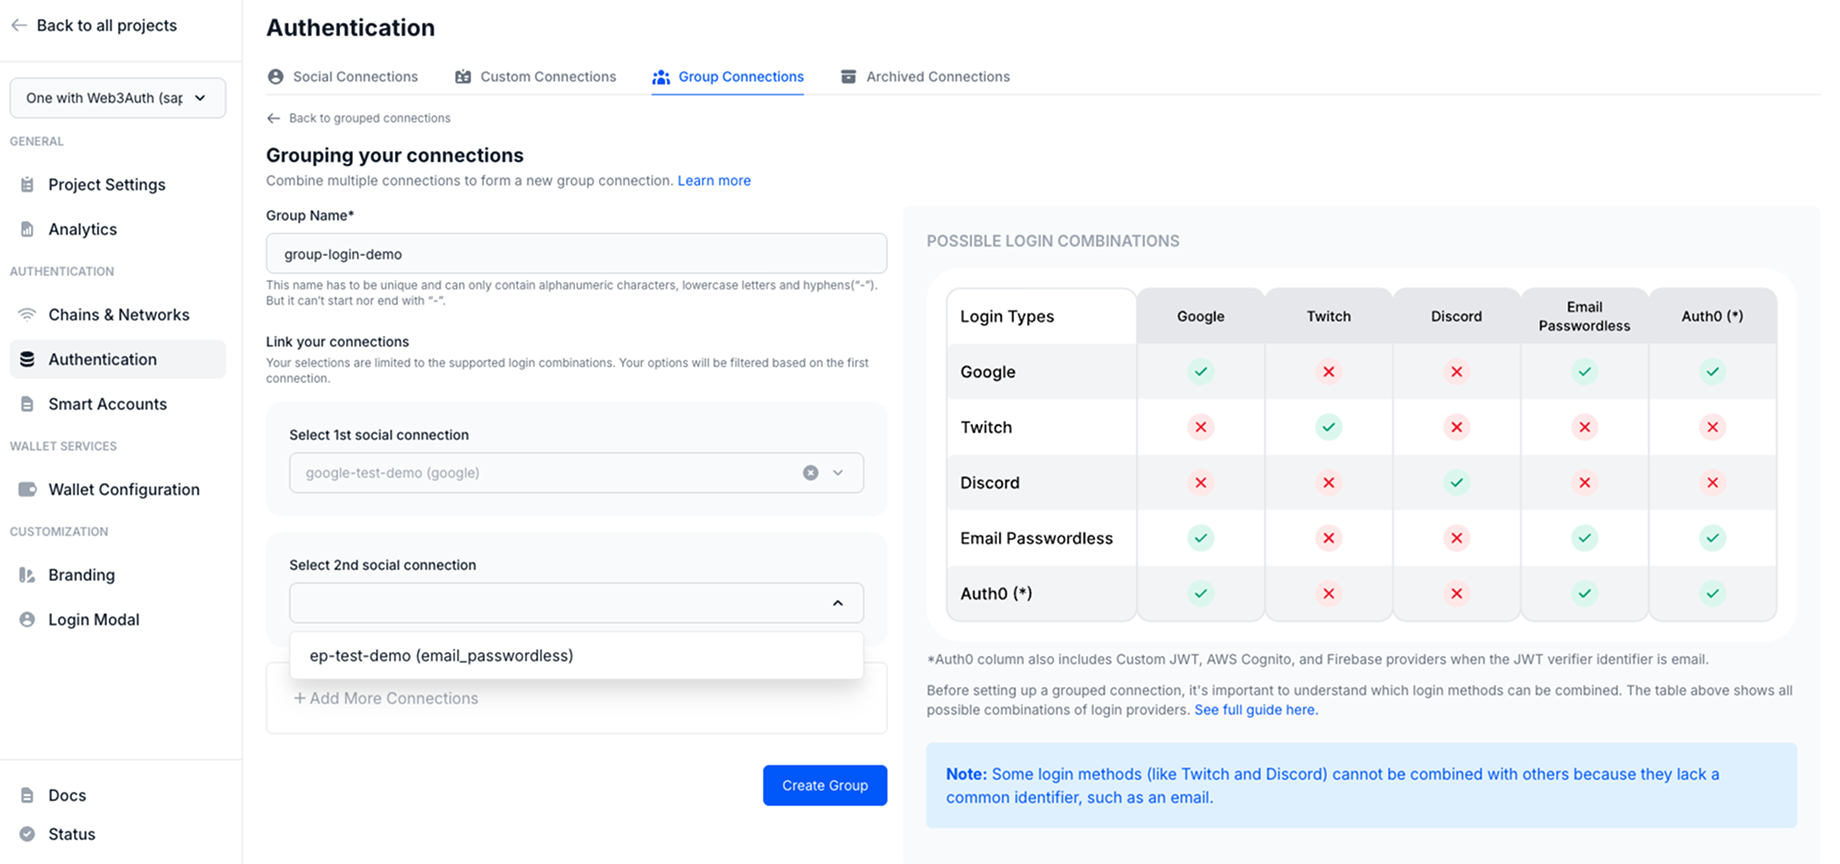 Back to all projects
One with Web3Auth (sap
GENERAL
Project Settings
Analytics
AUTHENTICATION
Chains & Networks
Authentication
Smart Accounts
WALLET SERVICES
Wallet Configuration
CUSTOMIZATION
Branding
Login Modal
Docs
Status
Authentication
Social Connections
Custom Connections
Group Connections
Archived Connections
Back to grouped connections
Grouping your connections
Combine multiple connections to form a new group connection. Learn more
Group Name*
group-login-demo
This name has to be unique and can only contain alphanumeric characters, lowercase letters and hyphens(“-”).
But it can’t start nor end with “-”.
Link your connections
Your selections are limited to the supported login combinations. Your options will be filtered based on the first
connection.
Select 1st social connection
google-test-demo (google)
Select 2nd social connection
ep-test-demo (email_passwordless)
+ Add More Connections
Create Group
POSSIBLE LOGIN COMBINATIONS
Login Types
Google
Twitch
Discord
Email
Passwordless
Auth0 (*)
Google
Twitch
Discord
Email Passwordless
Auth0 (*)
*Auth0 column also includes Custom JWT, AWS Cognito, and Firebase providers when the JWT verifier identifier is email.
Before setting up a grouped connection, it's important to understand which login methods can be combined. The table above shows all
possible combinations of login providers. See full guide here.
Note: Some login methods (like Twitch and Discord) cannot be combined with others because they lack a
common identifier, such as an email.